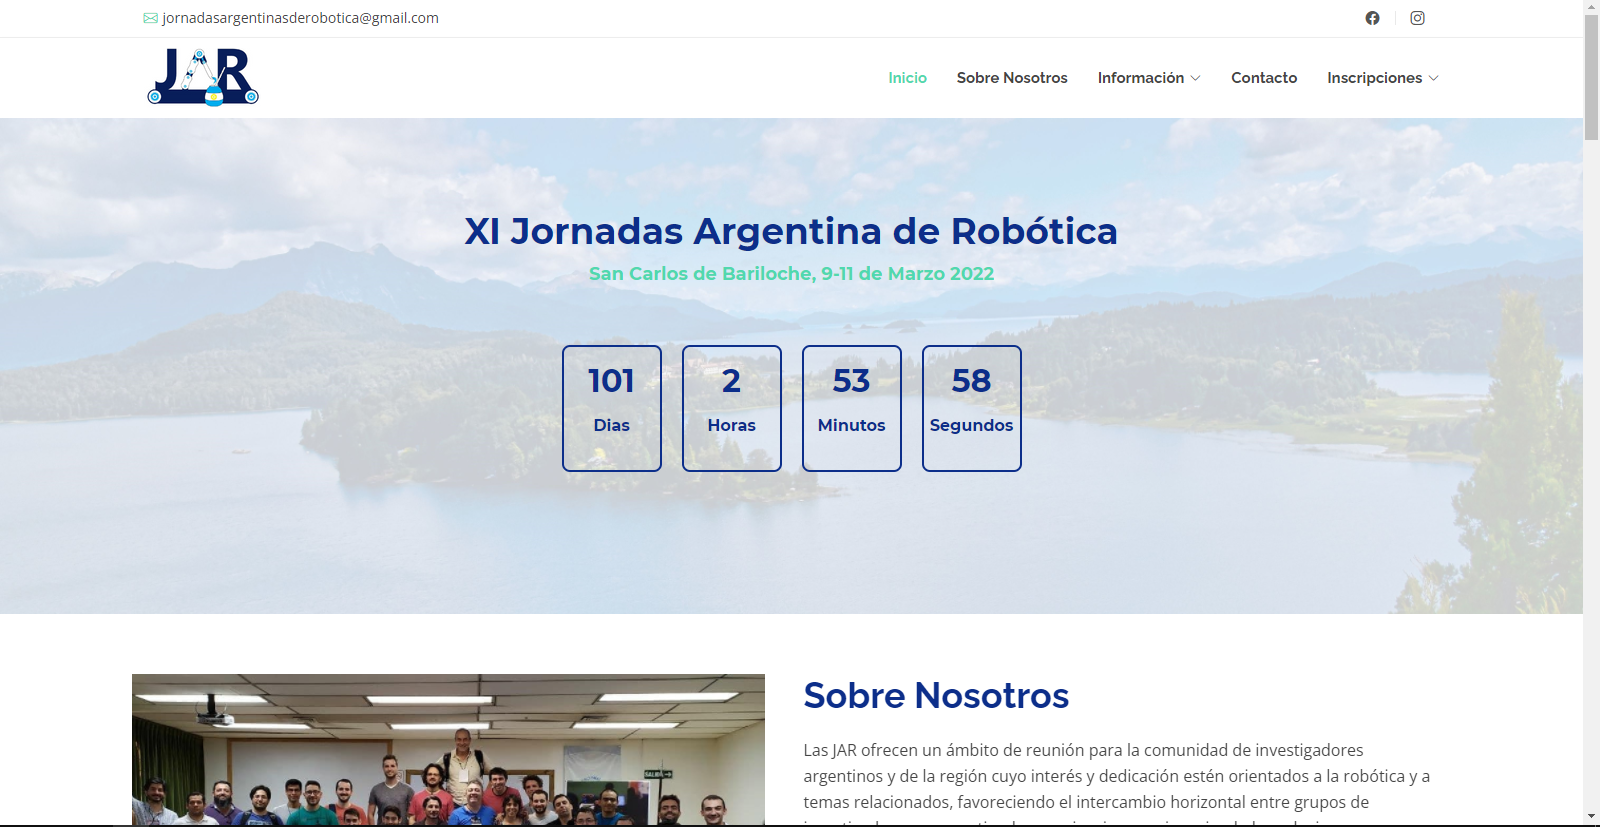 jornadasargentinasderobotica@gmail.com
JAR
Inicio
Sobre Nosotros
Información
Contacto
Inscripciones
XI Jornadas Argentina de Robótica
San Carlos de Bariloche, 9-11 de Marzo 2022
101
2
53
58
Dias
Horas
Minutos
Segundos
SALIDA
Sobre Nosotros
Las JAR ofrecen un ámbito de reunión para la comunidad de investigadores
argentinos y de la región cuyo interés y dedicación estén orientados a la robótica y a
temas relacionados, favoreciendo el intercambio horizontal entre grupos de